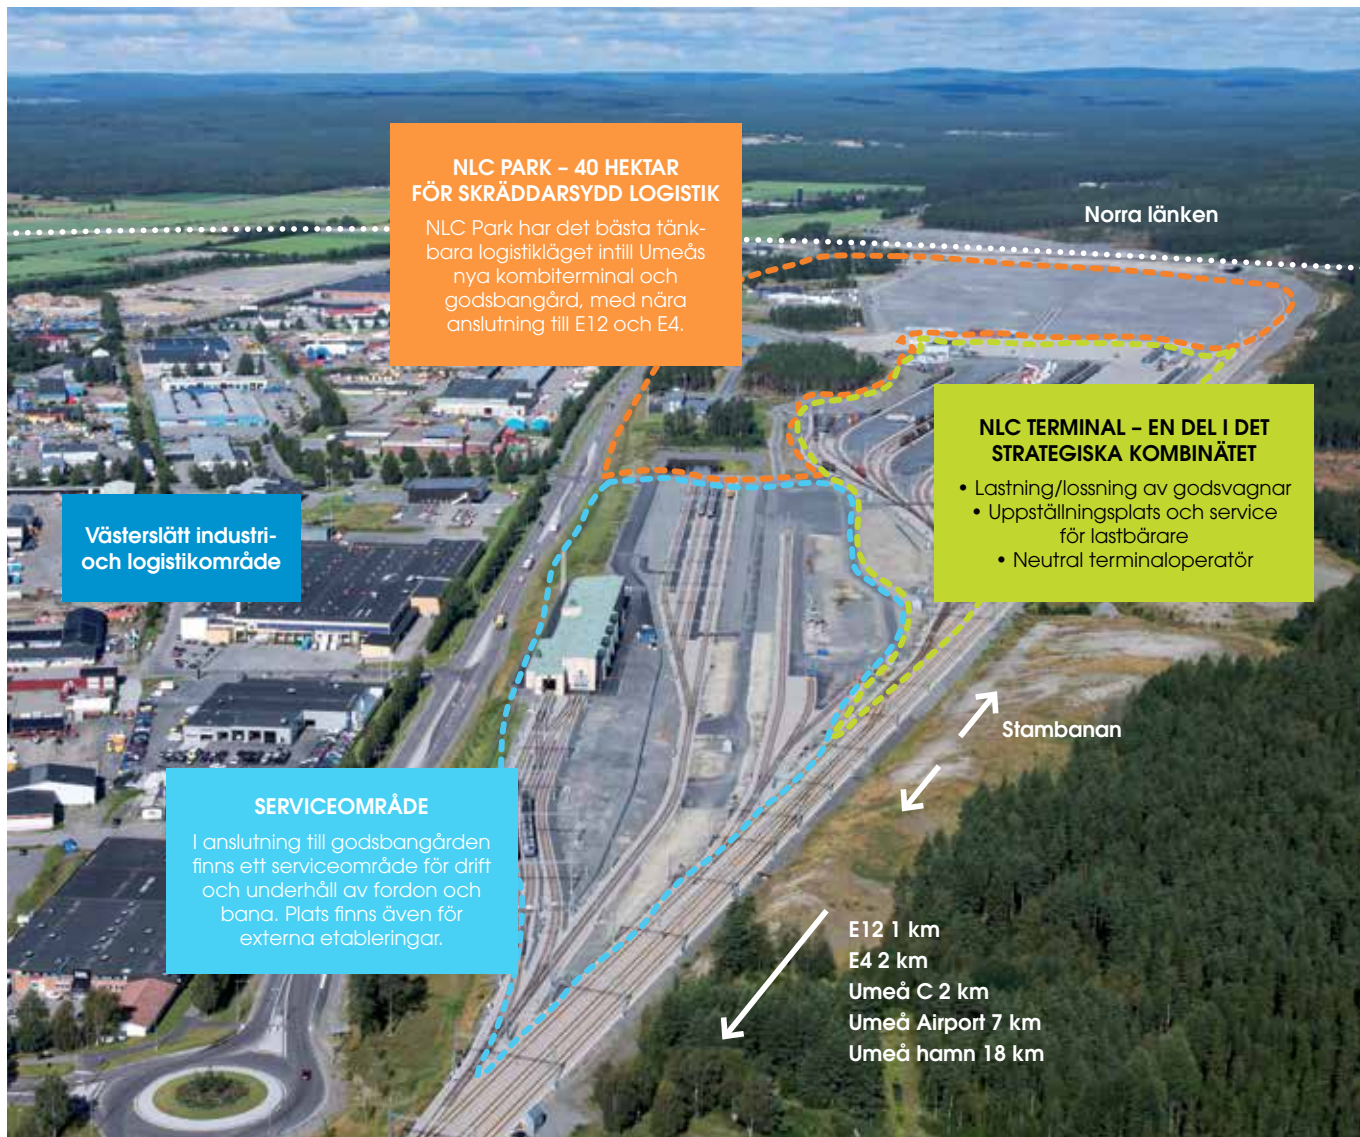 NLC PARK – 40 HEKTAR
FÖR SKRÄDDARSYDD LOGISTIK
NLC Park har det bästa tänk-
bara logistikläget intill Umeås
nya kombiterminal och
godsbangård, med nära
anslutning till E12 och E4.
Norra länken
NLC TERMINAL – EN DEL I DET
STRATEGISKA KOMBINÄTET
• Lastning/lossning av godsvagnar
• Uppställningsplats och service
för lastbärare
• Neutral terminaloperatör
Västerslätt industri-
och logistikområde
Stambanan
SERVICEOMRÅDE
I anslutning till godsbangården
finns ett serviceområde för drift
och underhåll av fordon och
bana. Plats finns även för
externa etableringar.
E12 1 km
E4 2 km
Umeå C 2 km
Umeå Airport 7 km
Umeå hamn 18 km